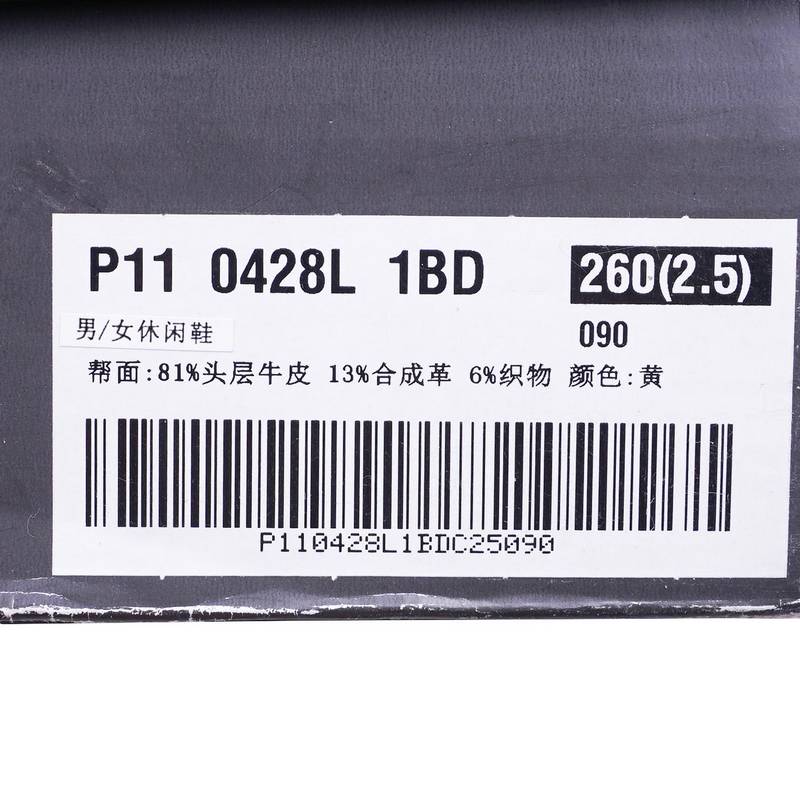 P11 0428L 1BD 260(2.5)
男/女休闲鞋 090
帮面:81%头层牛皮 13%合成革 6%织物 颜色:黄
P110428L1BDC25090